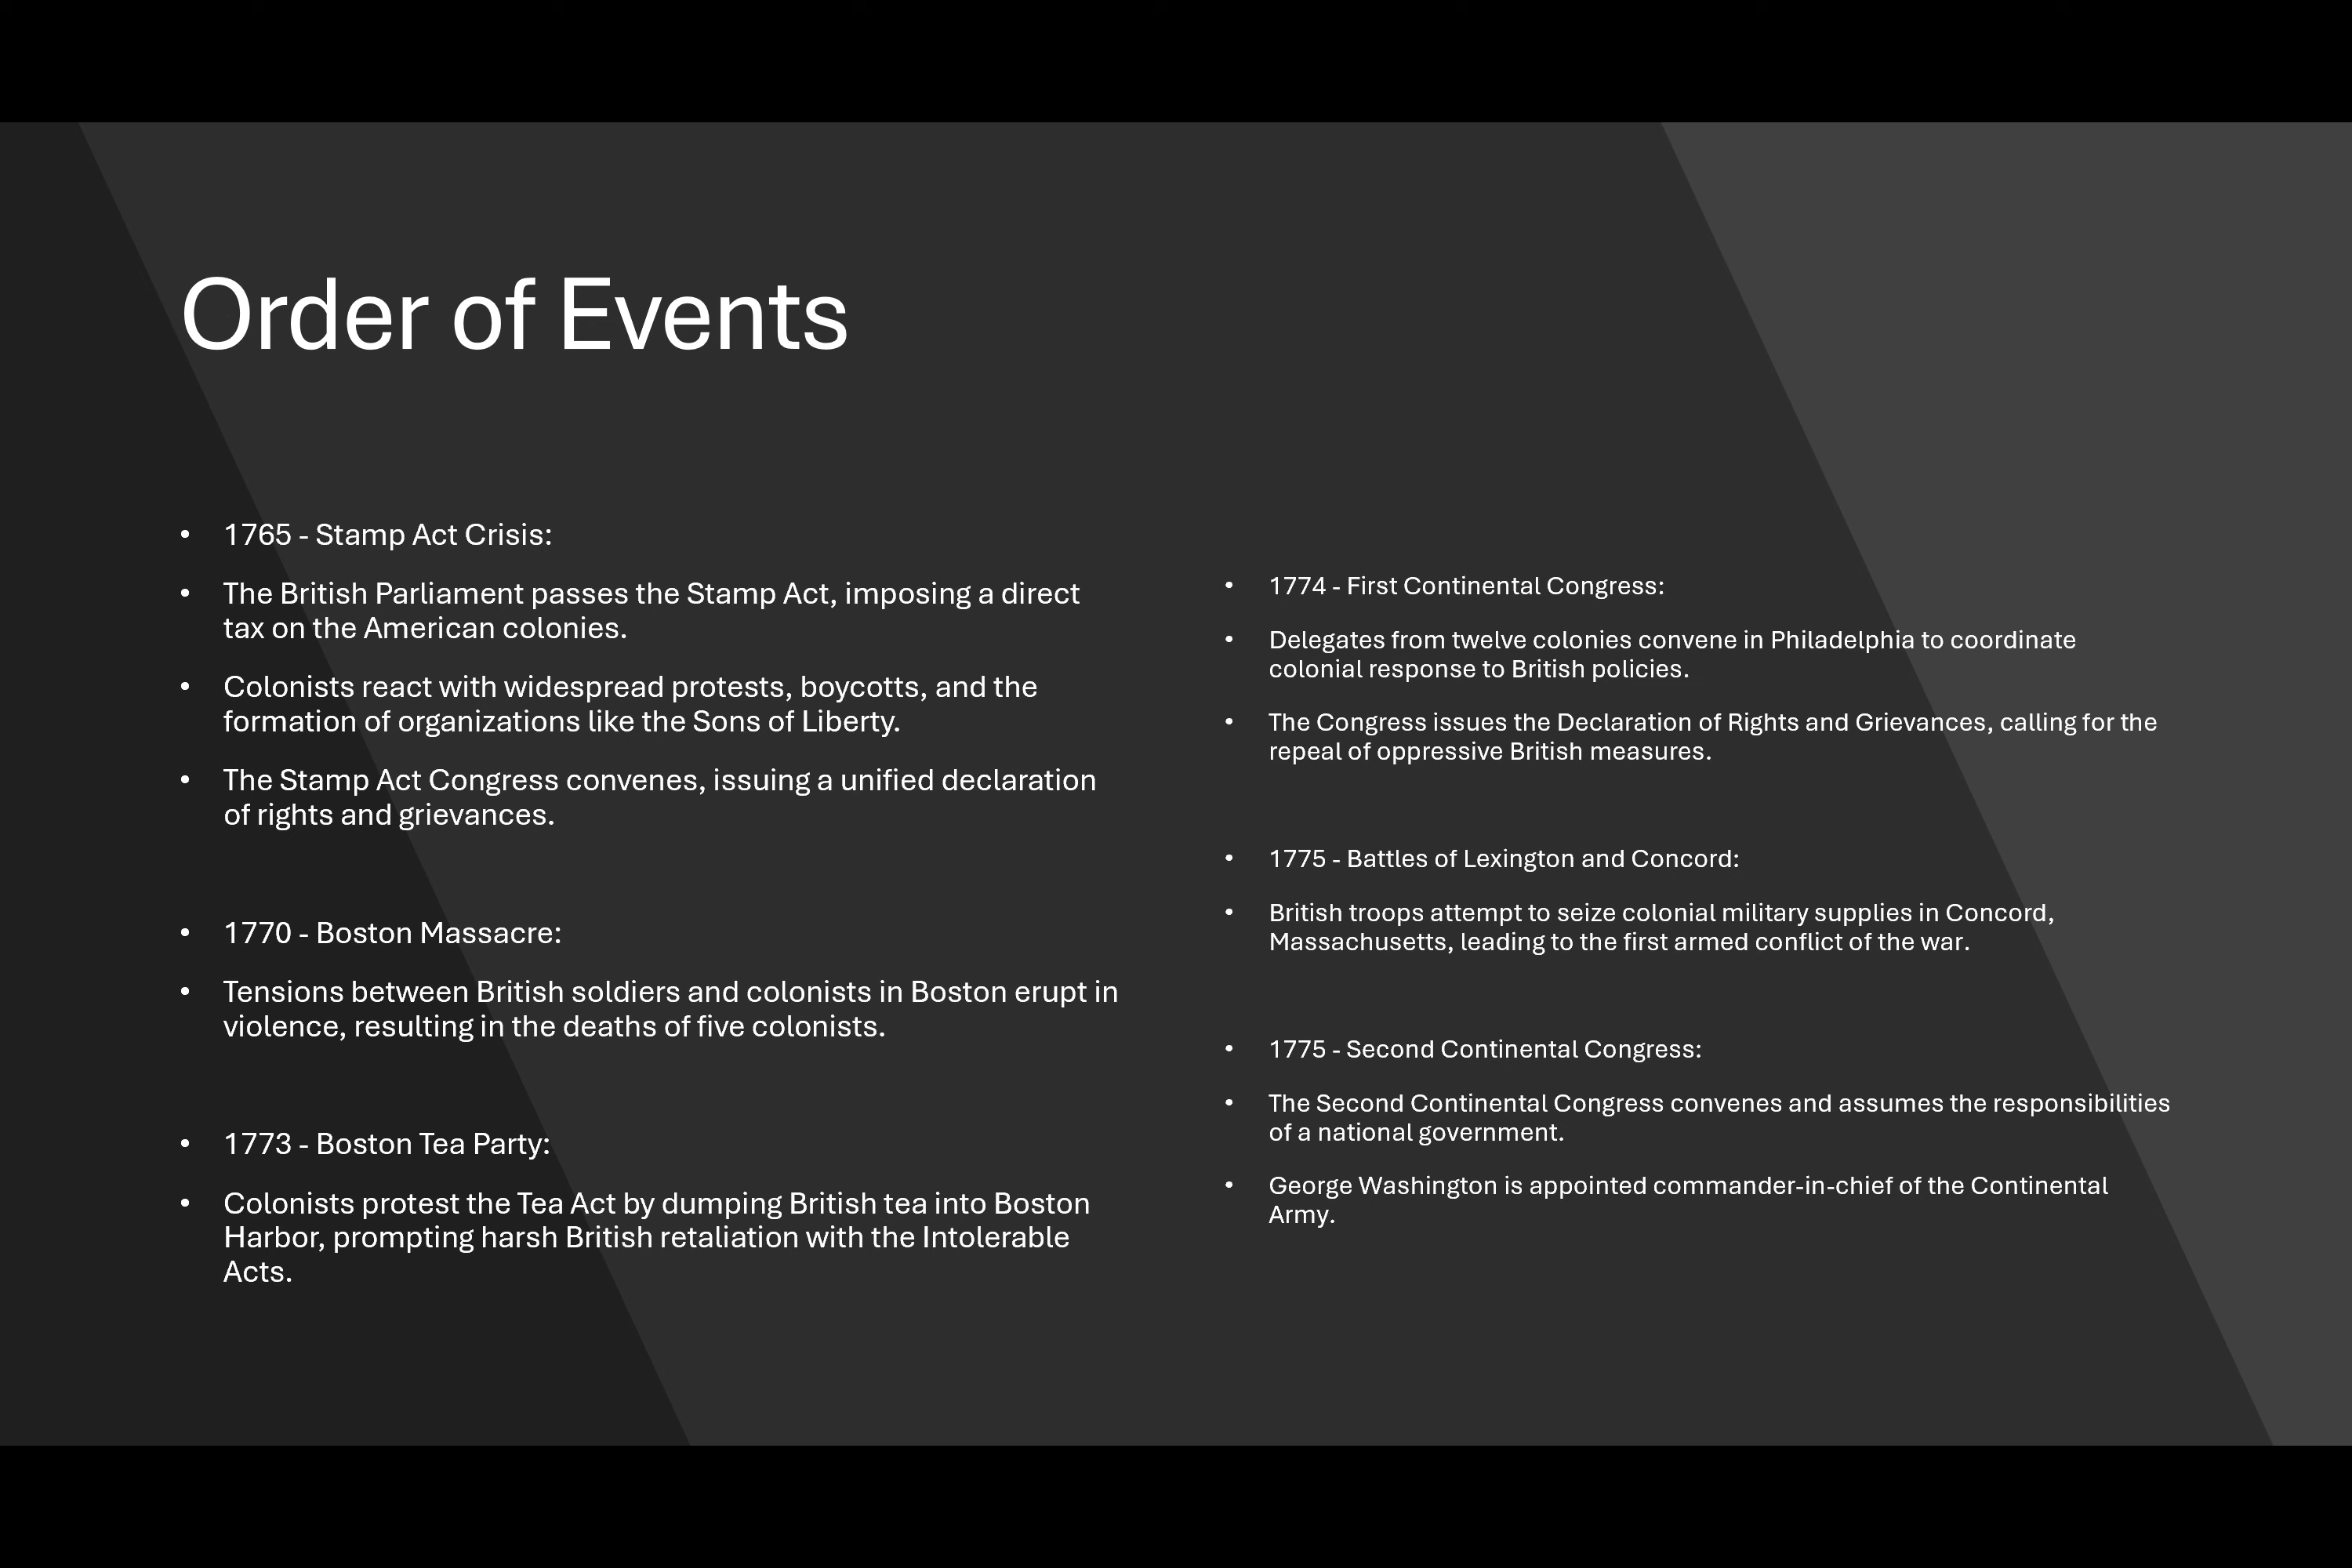 Order of Events
• 1765 - Stamp Act Crisis:
• The British Parliament passes the Stamp Act, imposing a direct
tax on the American colonies.
• Colonists react with widespread protests, boycotts, and the
formation of organizations like the Sons of Liberty.
• The Stamp Act Congress convenes, issuing a unified declaration
of rights and grievances.
• 1770 - Boston Massacre:
• Tensions between British soldiers and colonists in Boston erupt in
violence, resulting in the deaths of five colonists.
• 1773 - Boston Tea Party:
• Colonists protest the Tea Act by dumping British tea into Boston
Harbor, prompting harsh British retaliation with the Intolerable
Acts.
• 1774 - First Continental Congress:
• Delegates from twelve colonies convene in Philadelphia to coordinate
colonial response to British policies.
• The Congress issues the Declaration of Rights and Grievances, calling for the
repeal of oppressive British measures.
• 1775 - Battles of Lexington and Concord:
• British troops attempt to seize colonial military supplies in Concord,
Massachusetts, leading to the first armed conflict of the war.
• 1775 - Second Continental Congress:
• The Second Continental Congress convenes and assumes the responsibilities
of a national government.
• George Washington is appointed commander-in-chief of the Continental
Army.